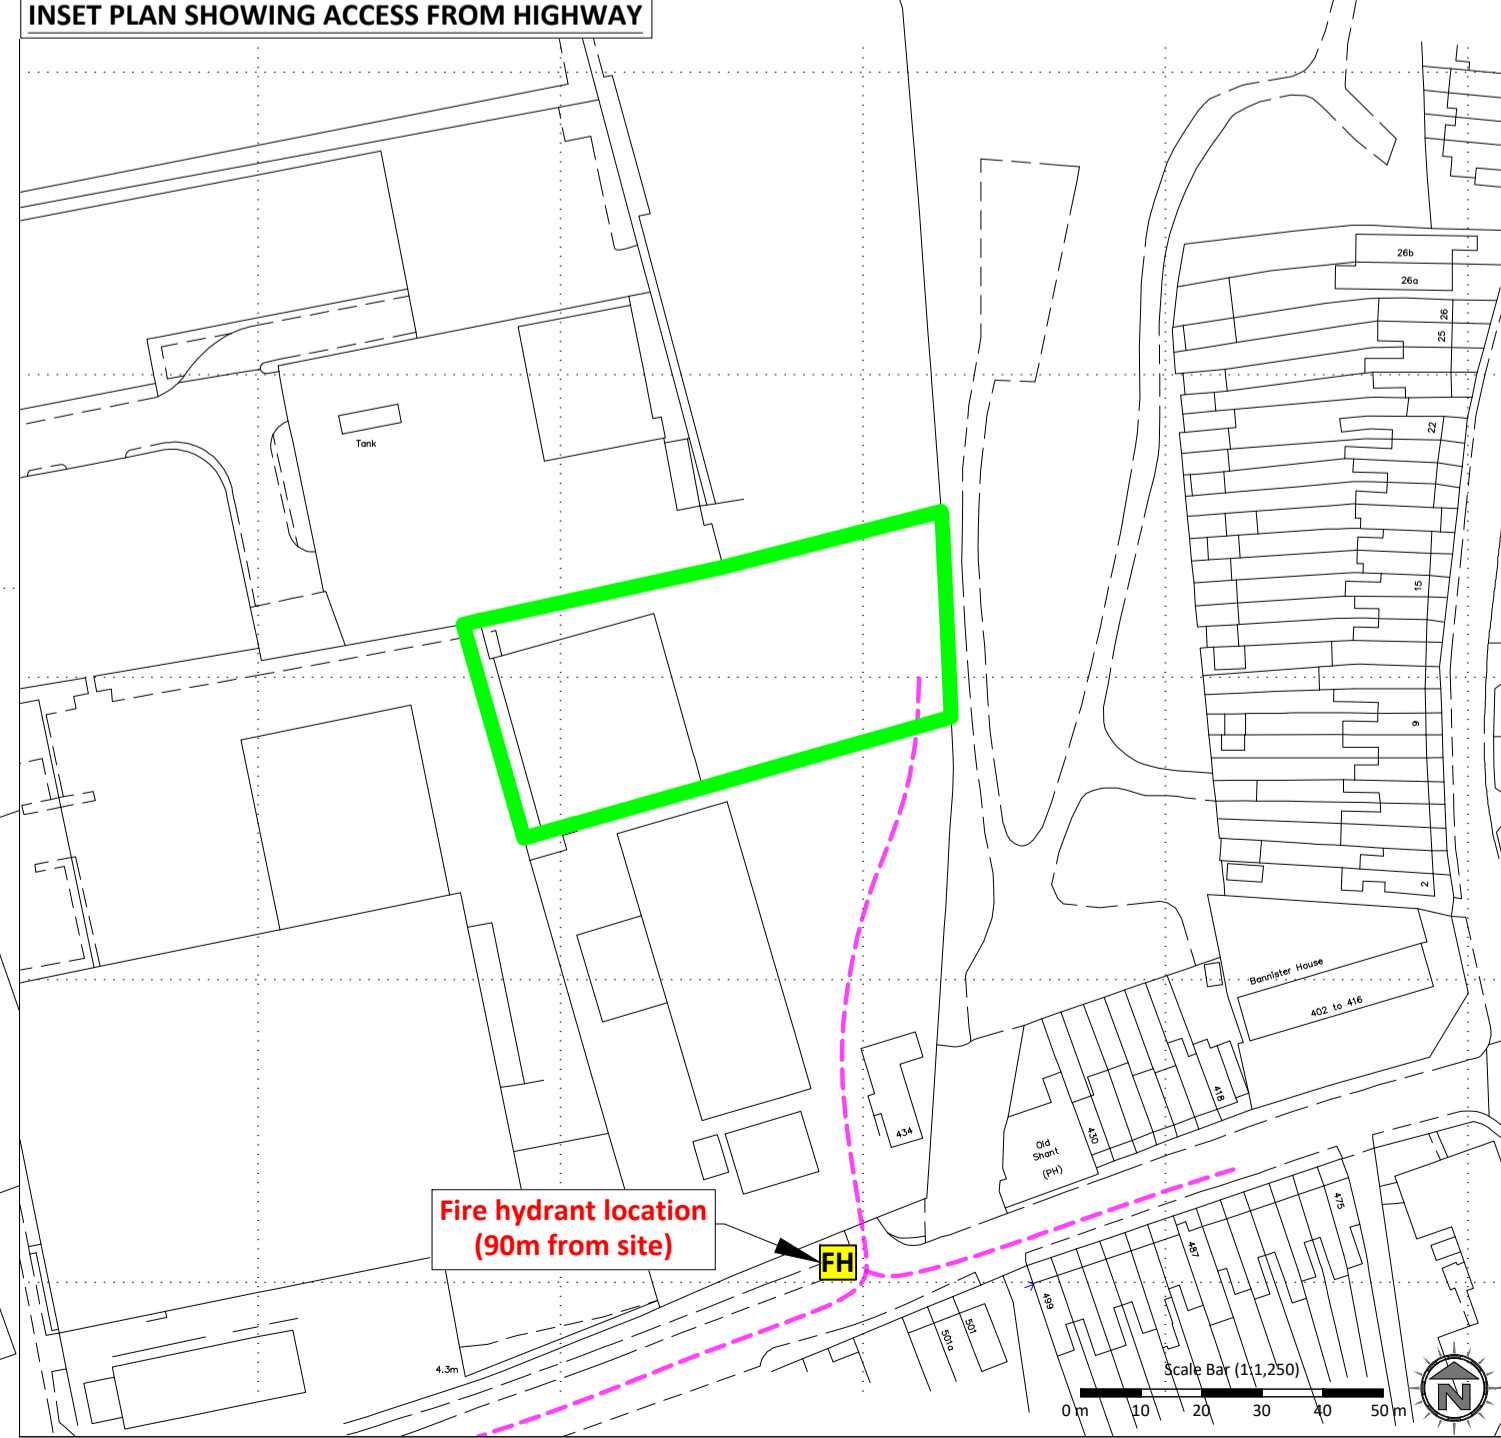 INSET PLAN SHOWING ACCESS FROM HIGHWAY
26b
26a
26
25
Tank
22
15
9
2
Bannister House
402 to 416
418
434
430
Old
Shant
(PH)
475
Fire hydrant location
(90m from site)
FH
487
499
501
501a
4.3m
Scale Bar (1:1,250)
0 m 10 20 30 40 50 m
N